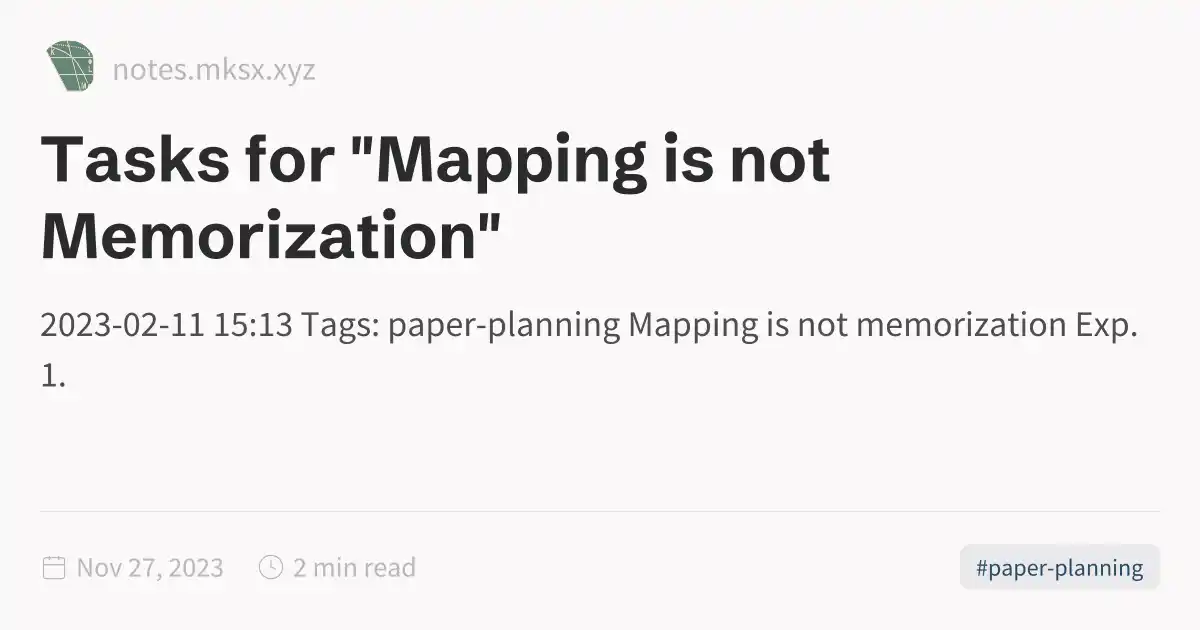 notes.mksx.xyz
Tasks for "Mapping is not
Memorization"
2023-02-11 15:13 Tags: paper-planning Mapping is not memorization Exp.
1.
Nov 27, 2023
2 min read
#paper-planning